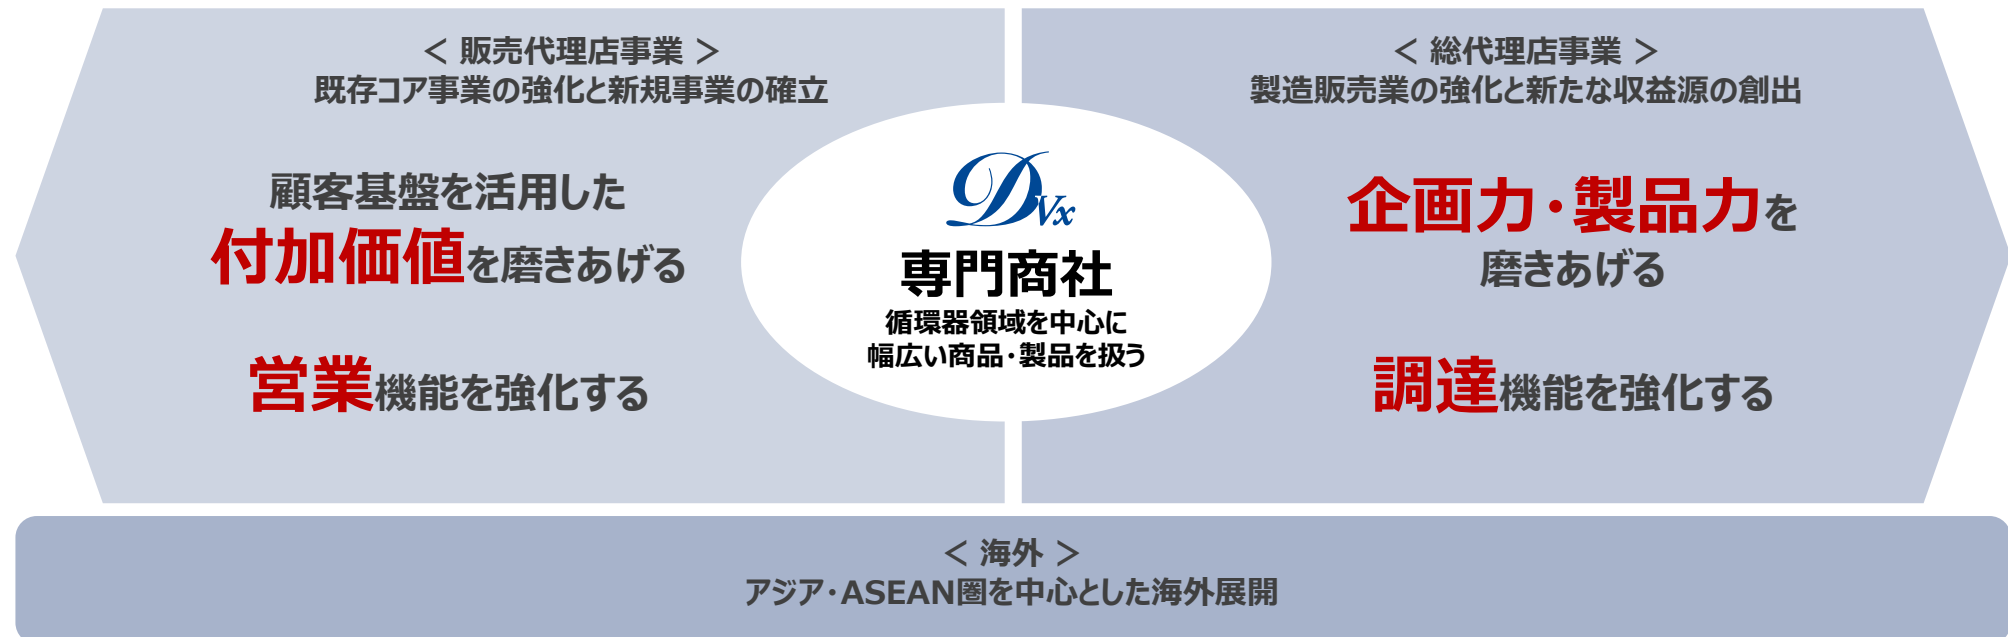 ＜ 販売代理店事業 ＞
既存コア事業の強化と新規事業の確立
顧客基盤を活用した
付加価値を磨きあげる
営業機能を強化する
DVx
専門商社
循環器領域を中心に
幅広い商品・製品を扱う
＜ 総代理店事業 ＞
製造販売業の強化と新たな収益源の創出
企画力・製品力を
磨きあげる
調達機能を強化する
＜ 海外 ＞
アジア・ASEAN圏を中心とした海外展開